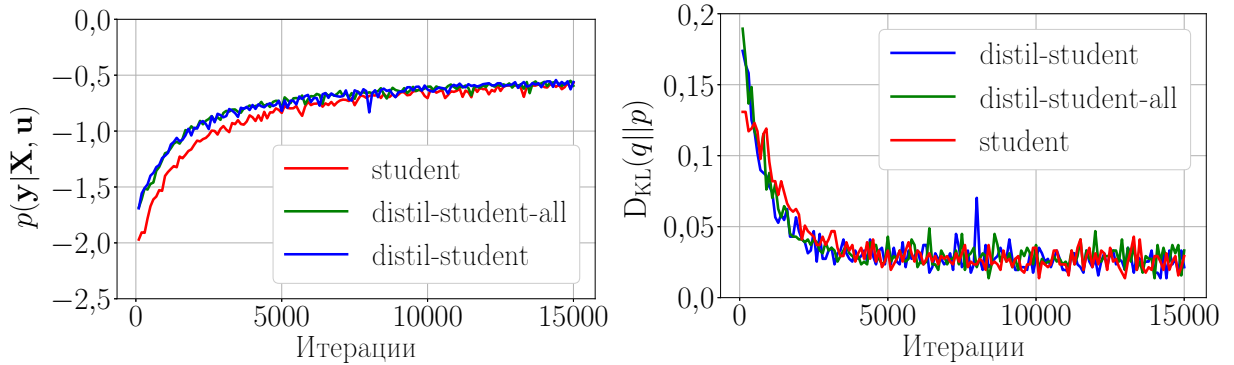 p(y|X, u)
0,0
−0,5
−1,0
−1,5
−2,0
−2,5
0
5000
10000
15000
Итерации
student
distil-student-all
distil-student
D_KL(q||p)
0,2
0,15
0,1
0,05
0,0
0
5000
10000
15000
Итерации
distil-student
distil-student-all
student